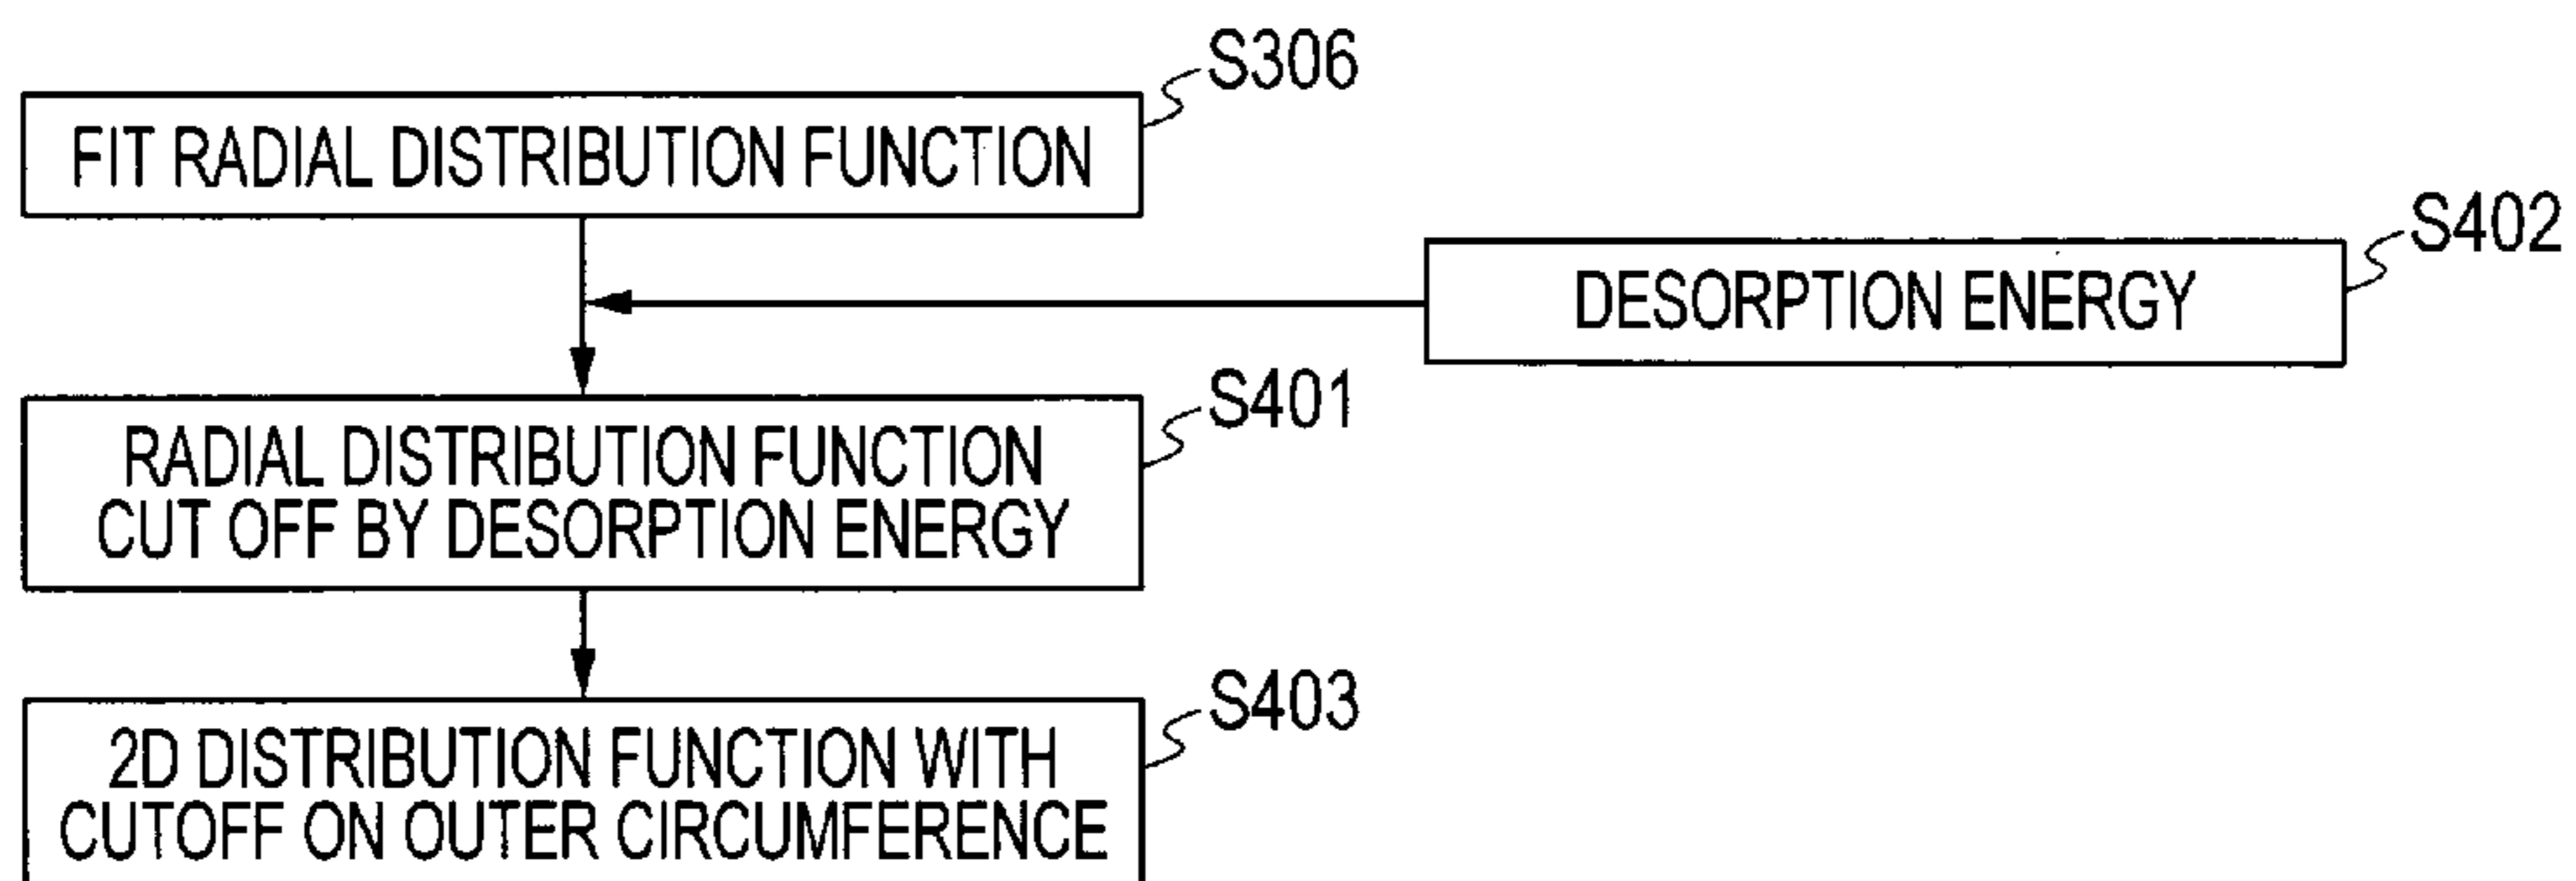 S306
FIT RADIAL DISTRIBUTION FUNCTION
S402
DESORPTION ENERGY
S401
RADIAL DISTRIBUTION FUNCTION
CUT OFF BY DESORPTION ENERGY
S403
2D DISTRIBUTION FUNCTION WITH
CUTOFF ON OUTER CIRCUMFERENCE